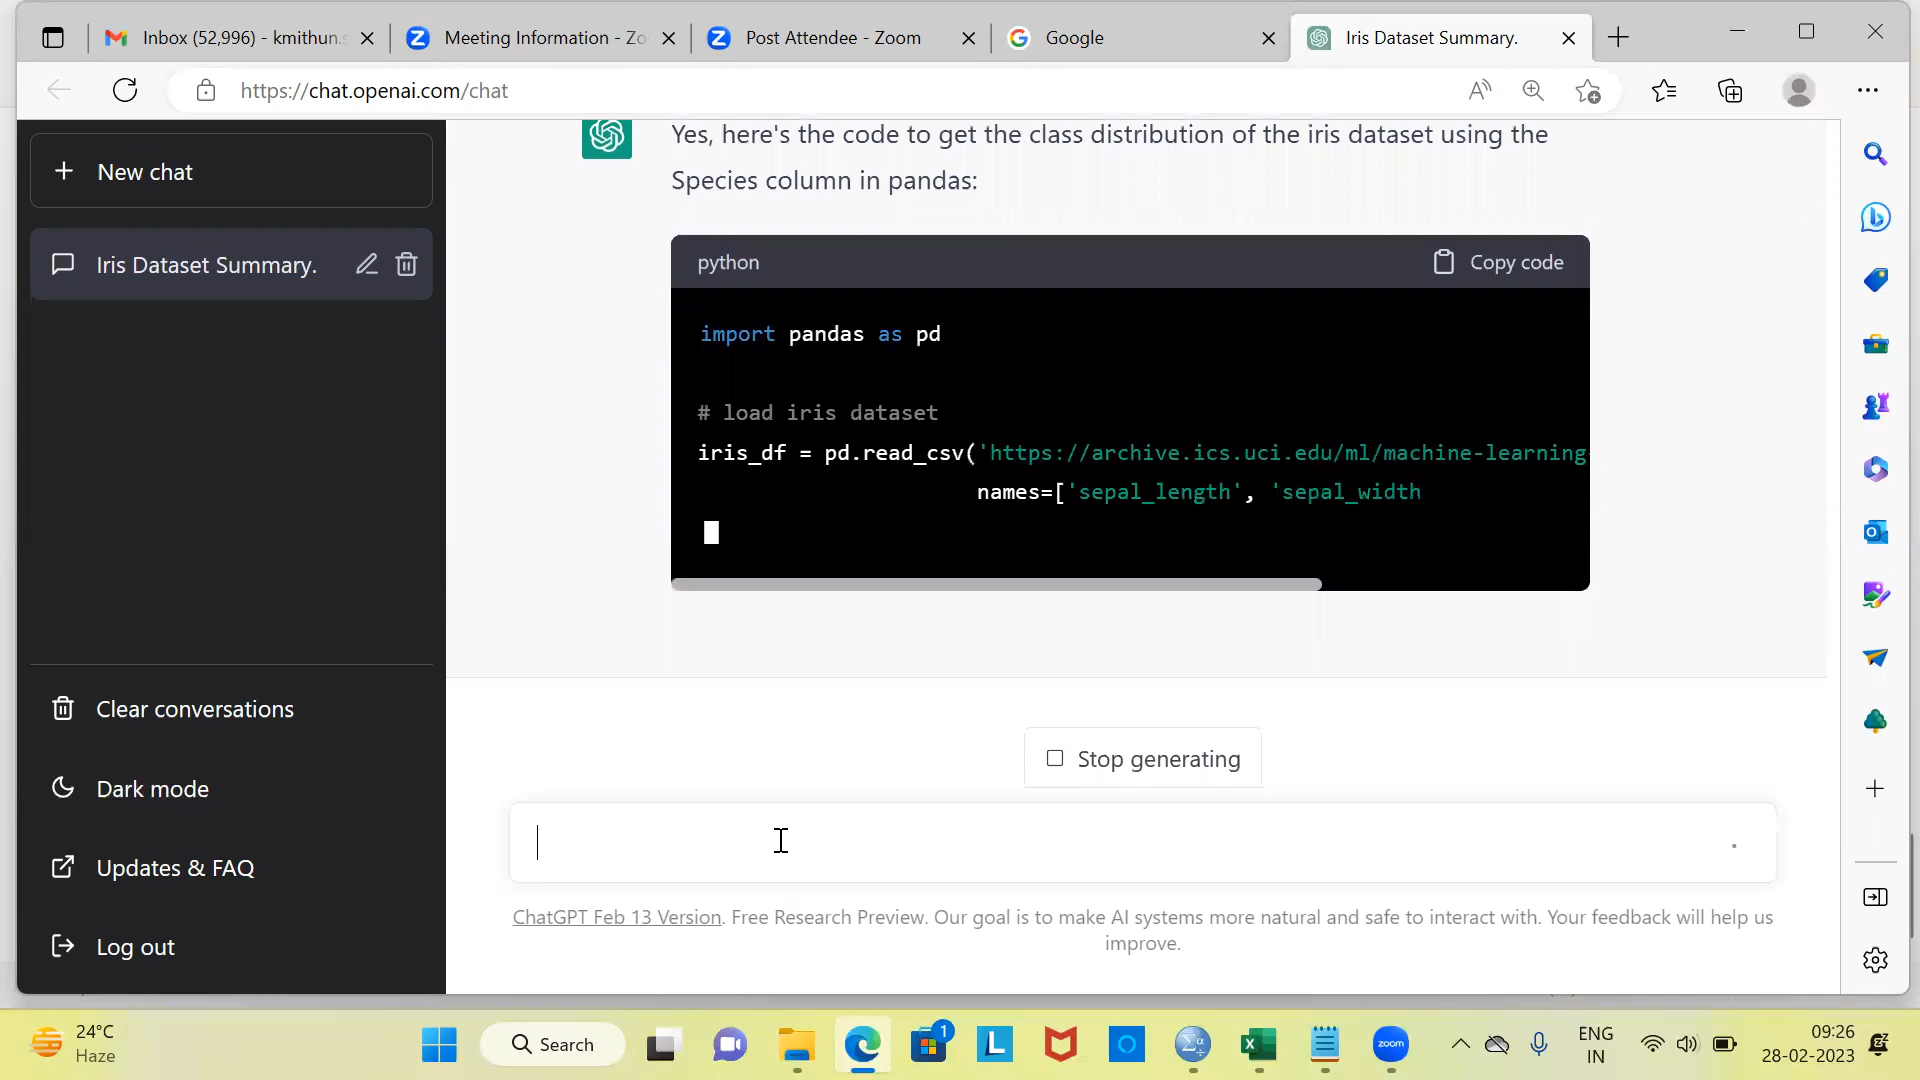 Inbox (52,996) - kmithun.s
Meeting Information - Zo
Post Attendee - Zoom
Google
Iris Dataset Summary.
https://chat.openai.com/chat
New chat
Iris Dataset Summary.
Clear conversations
Dark mode
Updates & FAQ
Log out
Yes, here's the code to get the class distribution of the iris dataset using the
Species column in pandas:
python
Copy code
import pandas as pd
# load iris dataset
iris_df = pd.read_csv('https://archive.ics.uci.edu/ml/machine-learning-
names=['sepal_length', 'sepal_width
Stop generating
ChatGPT Feb 13 Version. Free Research Preview. Our goal is to make AI systems more natural and safe to interact with. Your feedback will help us
improve.
24°C
Haze
Search
1
L
zoom
ENG
IN
09:26
28-02-2023